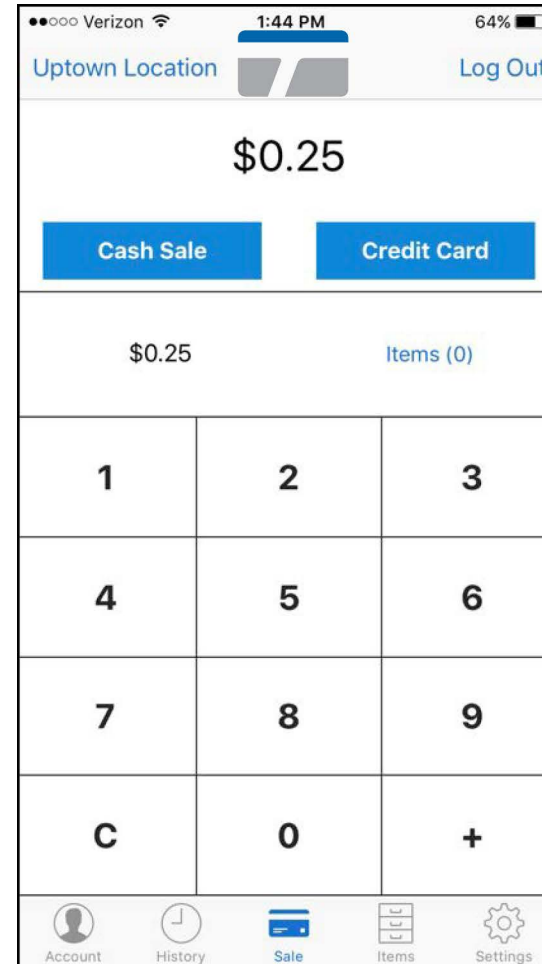 Verizon 1:44 PM 64%
Uptown Location Log Out
$0.25
Cash Sale Credit Card
$0.25 Items (0)
1 2 3
4 5 6
7 8 9
C 0 +
Account History Sale Items Settings